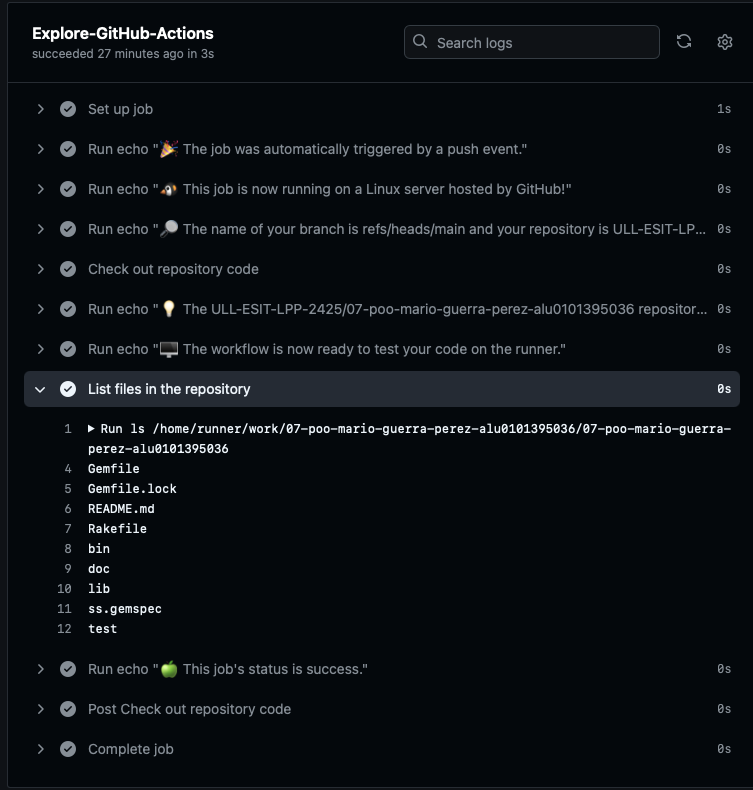 Explore-GitHub-Actions
succeeded 27 minutes ago in 3s
Search logs
Set up job 1s
Run echo "🎉 The job was automatically triggered by a push event." 0s
Run echo "🐧 This job is now running on a Linux server hosted by GitHub!" 0s
Run echo "🔎 The name of your branch is refs/heads/main and your repository is ULL-ESIT-LP... 0s
Check out repository code 0s
Run echo "💡 The ULL-ESIT-LPP-2425/07-poo-mario-guerra-perez-alu0101395036 repositor... 0s
Run echo "🖥️ The workflow is now ready to test your code on the runner." 0s
List files in the repository 0s
1 ▶ Run ls /home/runner/work/07-poo-mario-guerra-perez-alu0101395036/07-poo-mario-guerra-
perez-alu0101395036
4 Gemfile
5 Gemfile.lock
6 README.md
7 Rakefile
8 bin
9 doc
10 lib
11 ss.gemspec
12 test
Run echo "🍏 This job's status is success." 0s
Post Check out repository code 0s
Complete job 0s